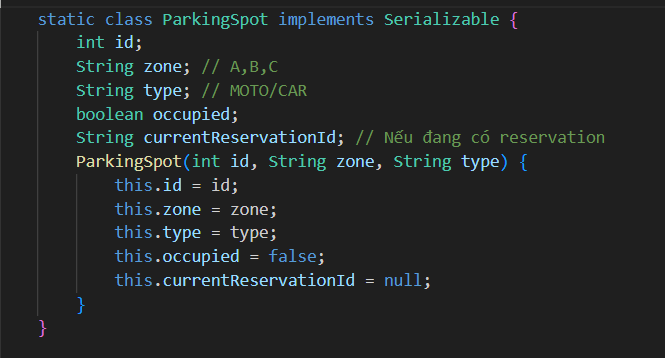 static class ParkingSpot implements Serializable {
    int id;
    String zone; // A,B,C
    String type; // MOTO/CAR
    boolean occupied;
    String currentReservationId; // Nếu đang có reservation
    ParkingSpot(int id, String zone, String type) {
        this.id = id;
        this.zone = zone;
        this.type = type;
        this.occupied = false;
        this.currentReservationId = null;
    }
}